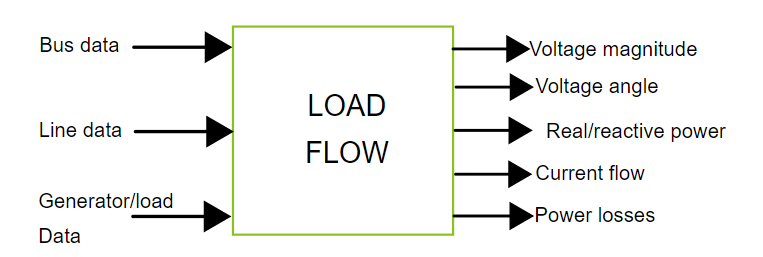 Bus data
Line data
Generator/load
Data
LOAD
FLOW
Voltage magnitude
Voltage angle
Real/reactive power
Current flow
Power losses